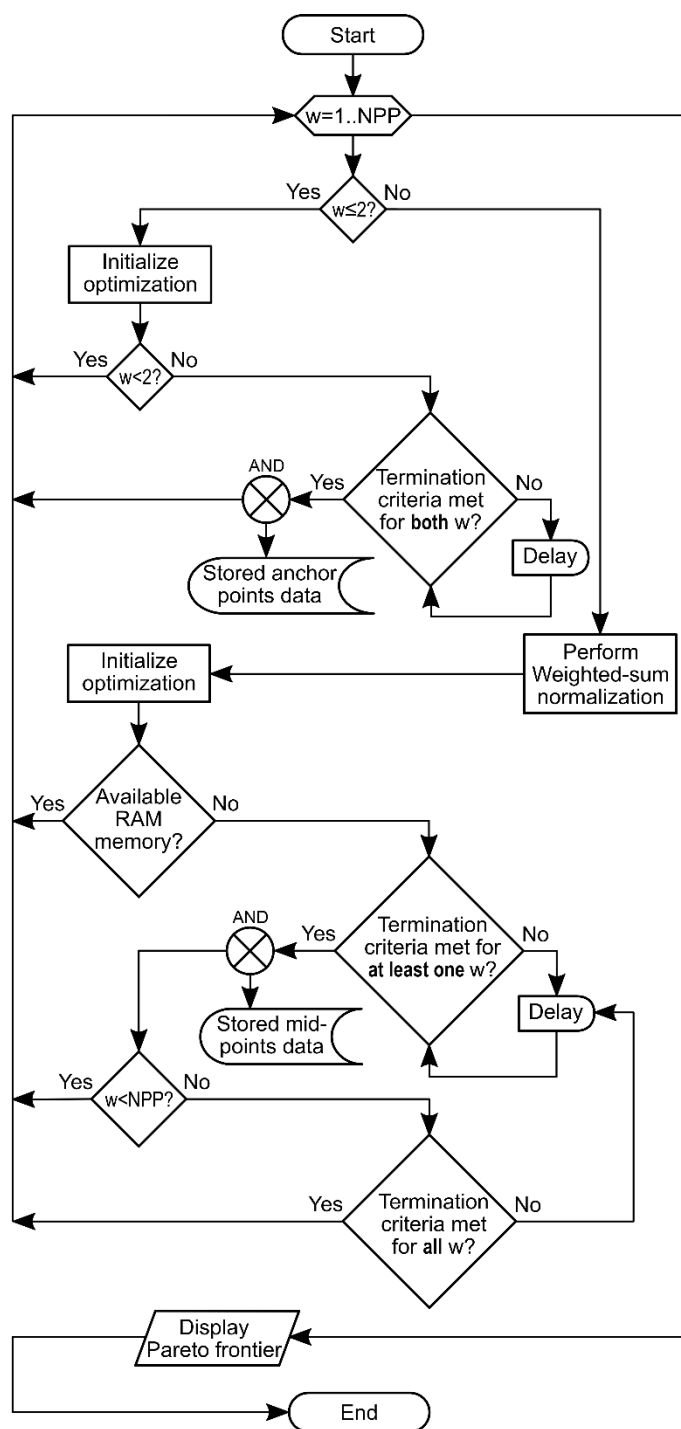 Start
w=1..NPP
Yes
No
w≤2?
Initialize
optimization
Yes
No
w<2?
AND
Yes
Termination
criteria met
for both w?
No
Delay
Stored anchor
points data
Initialize
optimization
Perform
Weighted-sum
normalization
Yes
Available
RAM
memory?
No
AND
Yes
Termination
criteria met for
at least one w?
No
Delay
Stored mid-
points data
Yes
No
w<NPP?
Yes
Termination
criteria met
for all w?
No
Display
Pareto frontier
End